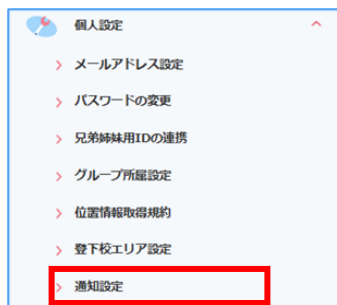 個人設定
メールアドレス設定
パスワードの変更
兄弟姉妹用IDの連携
グループ所属設定
位置情報取得規約
登下校エリア設定
通知設定